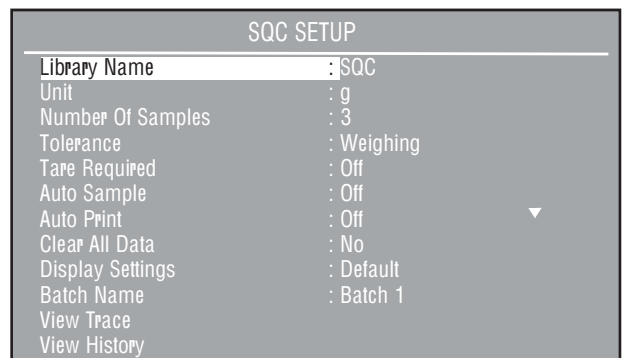 SQC SETUP
Library Name : SQC
Unit : g
Number Of Samples : 3
Tolerance : Weighing
Tare Required : Off
Auto Sample : Off
Auto Print : Off
Clear All Data : No
Display Settings : Default
Batch Name : Batch 1
View Trace
View History